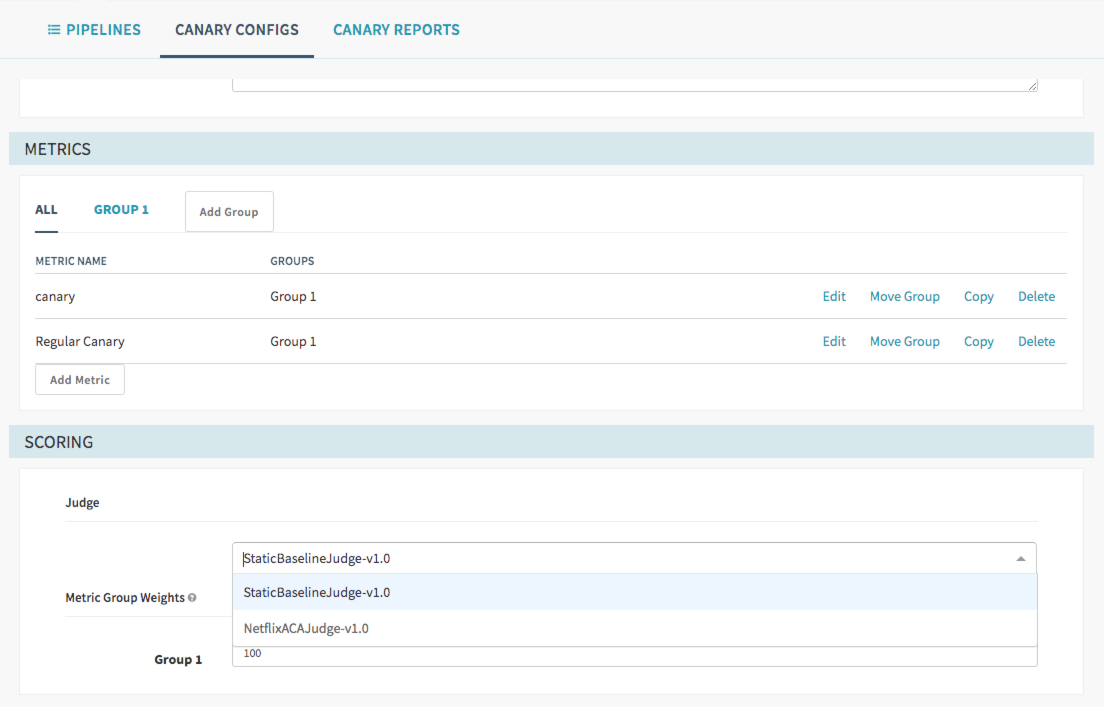 PIPELINES CANARY CONFIGS CANARY REPORTS
METRICS
ALL GROUP 1 Add Group
METRIC NAME GROUPS
canary Group 1 Edit Move Group Copy Delete
Regular Canary Group 1 Edit Move Group Copy Delete
Add Metric
SCORING
Judge
StaticBaselineJudge-v1.0
StaticBaselineJudge-v1.0
Metric Group Weights ?
NetflixACAJudge-v1.0
Group 1 100